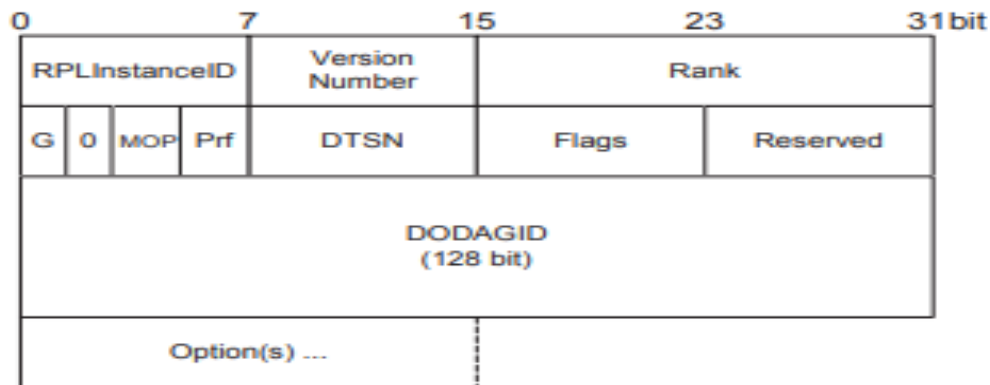 0 7 15 23 31bit
RPLInstanceID Version Number Rank
G 0 MOP Prf DTSN Flags Reserved
DODAGID
(128 bit)
Option(s) ...